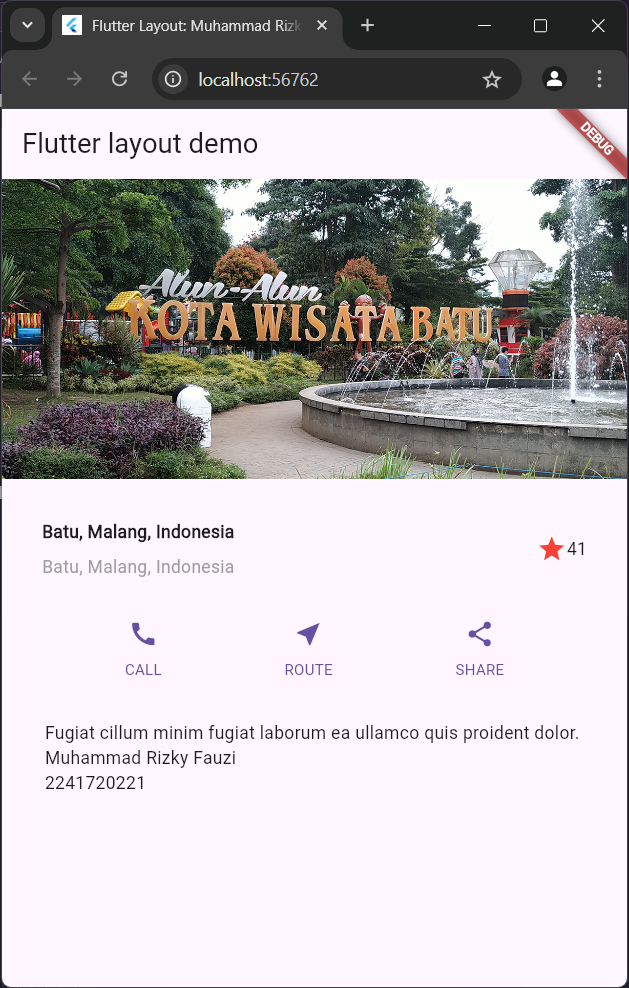 Flutter Layout: Muhammad Rizk
localhost:56762
Flutter layout demo
DEBUG
Alun-Alun
KOTA WISATA BATU
Batu, Malang, Indonesia
Batu, Malang, Indonesia
41
CALL ROUTE SHARE
Fugiat cillum minim fugiat laborum ea ullamco quis proident dolor.
Muhammad Rizky Fauzi
2241720221